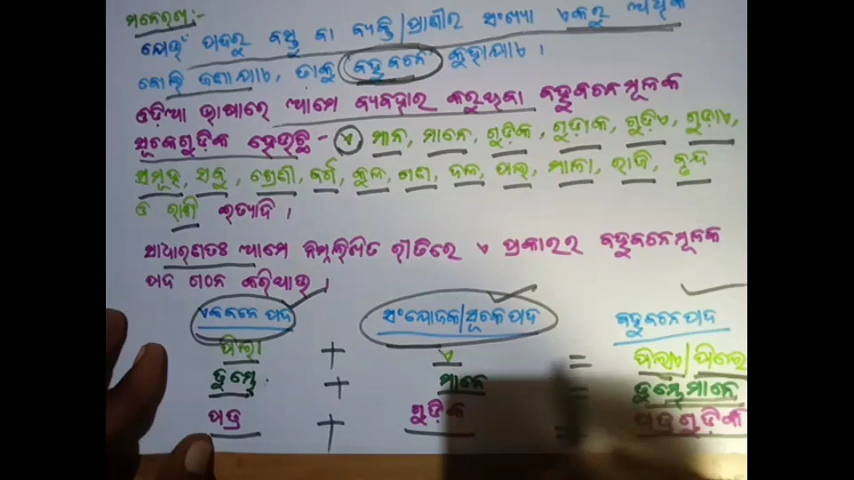 ମନେରଖ:-
ଯେଉଁ ପଦରୁ ବସ୍ତୁ ବା ବ୍ୟକ୍ତି/ପ୍ରାଣୀର ସଂଖ୍ୟା ଏକରୁ ଅଧିକ
ବୋଲି ଜଣାଯାଏ, ତାକୁ ବହୁବଚନ କୁହାଯାଏ।
ଓଡ଼ିଆ ଭାଷାରେ ଆମେ ବ୍ୟବହାର କରୁଥିବା ବହୁବଚନମୂଳକ
ସୂଚକଗୁଡ଼ିକ ହେଉଛି - ଏ ମାନ, ମାନେ, ଗୁଡ଼ିକ, ଗୁଡ଼ାକ, ଗୁଡ଼ିଏ, ଗୁଡ଼ାଏ,
ସମୂହ, ସବୁ, ଶ୍ରେଣୀ, ବର୍ଗ, କୁଳ, ଗଣ, ଦଳ, ପଲ, ମାଳା, ରାଜି, ବୃନ୍ଦ
ଓ ରାଶି ଇତ୍ୟାଦି।
ସାଧାରଣତଃ ଆମେ ନିମ୍ନଲିଖିତ ରୀତିରେ ଏ ପ୍ରକାରର ବହୁବଚନମୂଳକ
ପଦ ଗଠନ କରିଥାଉ।
ଏକବଚନ ପଦ ସଂଯୋଜକ/ସୂଚକ ପଦ ବହୁବଚନ ପଦ
ପିଲା + ଏ = ପିଲାଏ/ପିଲେ
ତୁମ୍ଭେ + ମାନେ = ତୁମ୍ଭେମାନେ
ପତ୍ର + ଗୁଡ଼ିକ = ପତ୍ରଗୁଡ଼ିକ